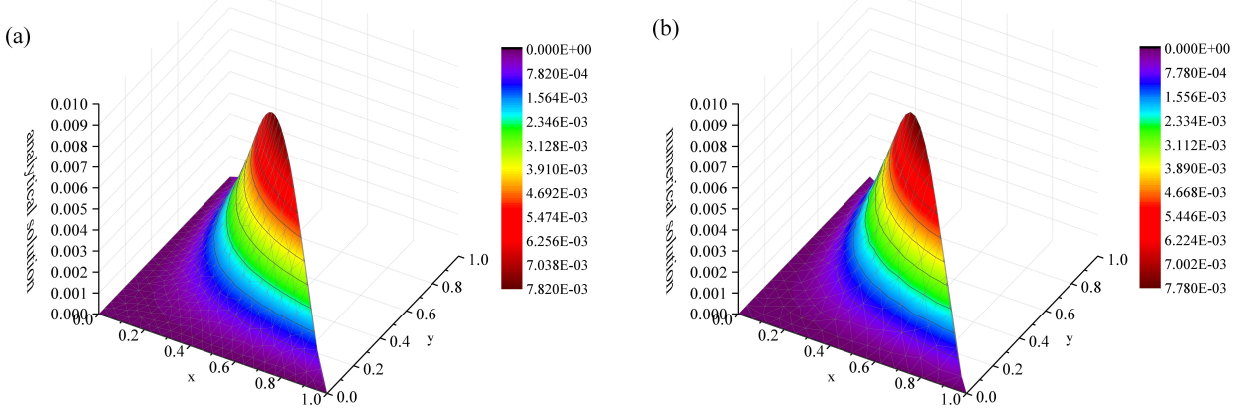 (a)
0.010
0.009
0.008
0.007
0.006
0.005
0.004
0.003
0.002
0.001
0.000
analytical solution
0.0
0.2
0.4
0.6
0.8
1.0
x
0.0
0.2
0.4
0.6
0.8
1.0
y
0.000E+00
7.820E-04
1.564E-03
2.346E-03
3.128E-03
3.910E-03
4.692E-03
5.474E-03
6.256E-03
7.038E-03
7.820E-03
(b)
0.010
0.009
0.008
0.007
0.006
0.005
0.004
0.003
0.002
0.001
0.000
numerical solution
0.0
0.2
0.4
0.6
0.8
1.0
x
0.0
0.2
0.4
0.6
0.8
1.0
y
0.000E+00
7.780E-04
1.556E-03
2.334E-03
3.112E-03
3.890E-03
4.668E-03
5.446E-03
6.224E-03
7.002E-03
7.780E-03